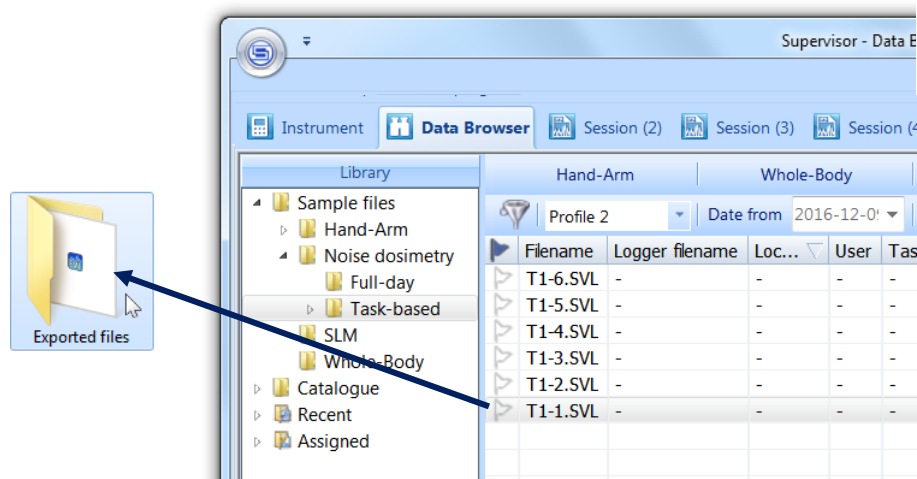 Supervisor - Data B
Instrument Data Browser Session (2) Session (3) Session (4
Library
Hand-Arm Whole-Body
Sample files
Hand-Arm
Noise dosimetry
Full-day
Task-based
SLM
Whole-Body
Catalogue
Recent
Assigned
Profile 2 Date from 2016-12-09
Filename Logger filename Loc... User Tas
T1-6.SVL - - - -
T1-5.SVL - - - -
T1-4.SVL - - - -
T1-3.SVL - - - -
T1-2.SVL - - - -
T1-1.SVL - - - -
Exported files